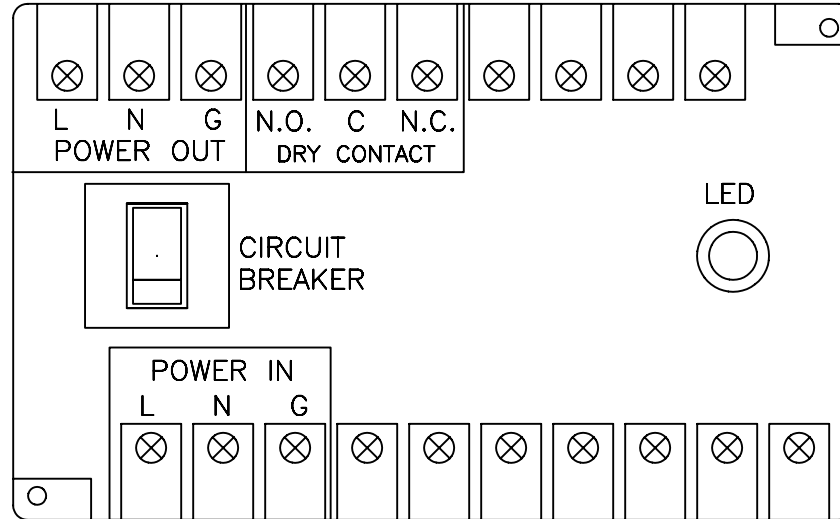 L N G N.O. C N.C.
POWER OUT DRY CONTACT
LED
CIRCUIT
BREAKER
POWER IN
L N G